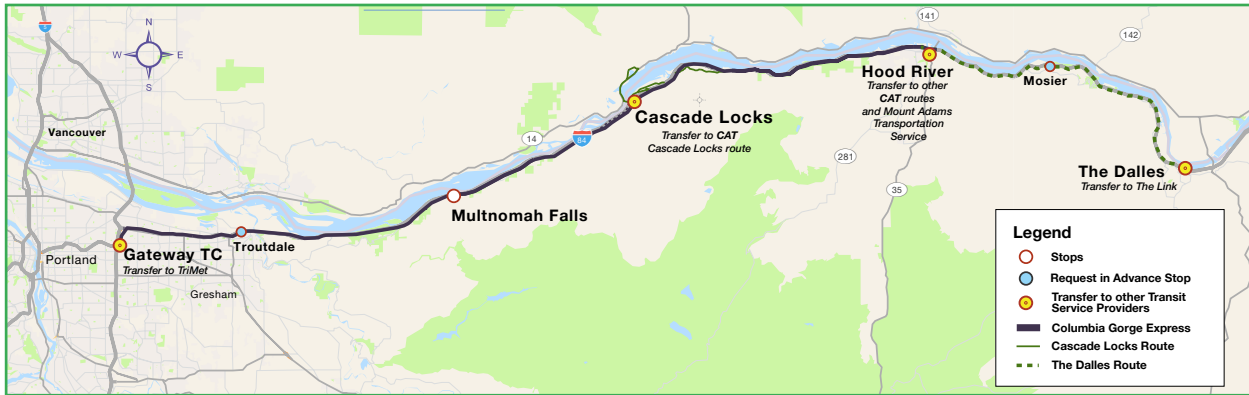 N
W
E
S
5
Vancouver
Portland
Gateway TC
Transfer to TriMet
Troutdale
Gresham
Multnomah Falls
14
84
Cascade Locks
Transfer to CAT
Cascade Locks route
141
Hood River
Transfer to other
CAT routes
and Mount Adams
Transportation
Service
281
35
142
Mosier
The Dalles
Transfer to The Link
Legend
Stops
Request in Advance Stop
Transfer to other Transit
Service Providers
Columbia Gorge Express
Cascade Locks Route
The Dalles Route